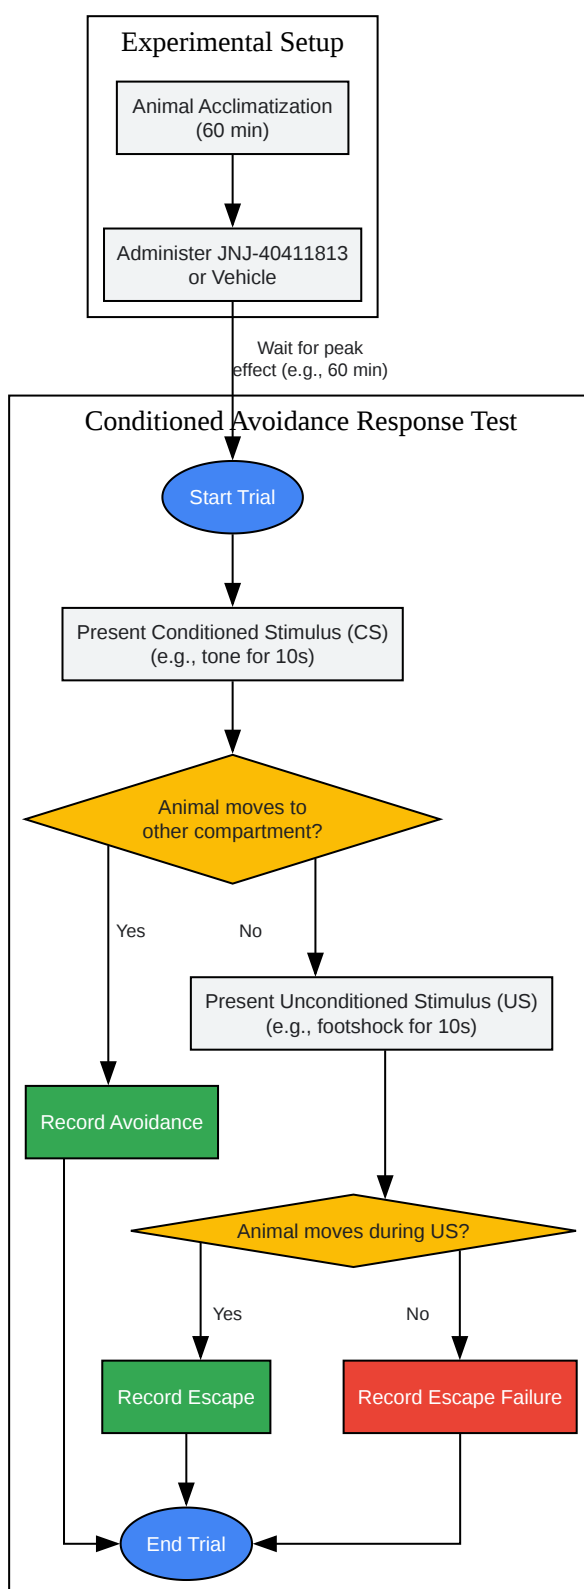 Experimental Setup
Animal Acclimatization
(60 min)
Administer JNJ-40411813
or Vehicle
Wait for peak
effect (e.g., 60 min)
Conditioned Avoidance Response Test
Start Trial
Present Conditioned Stimulus (CS)
(e.g., tone for 10s)
Animal moves to
other compartment?
Yes
No
Present Unconditioned Stimulus (US)
(e.g., footshock for 10s)
Record Avoidance
Animal moves during US?
Yes
No
Record Escape
Record Escape Failure
End Trial